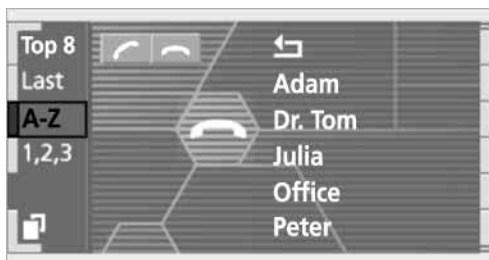 Top 8
Last
A-Z
1,2,3
Adam
Dr. Tom
Julia
Office
Peter